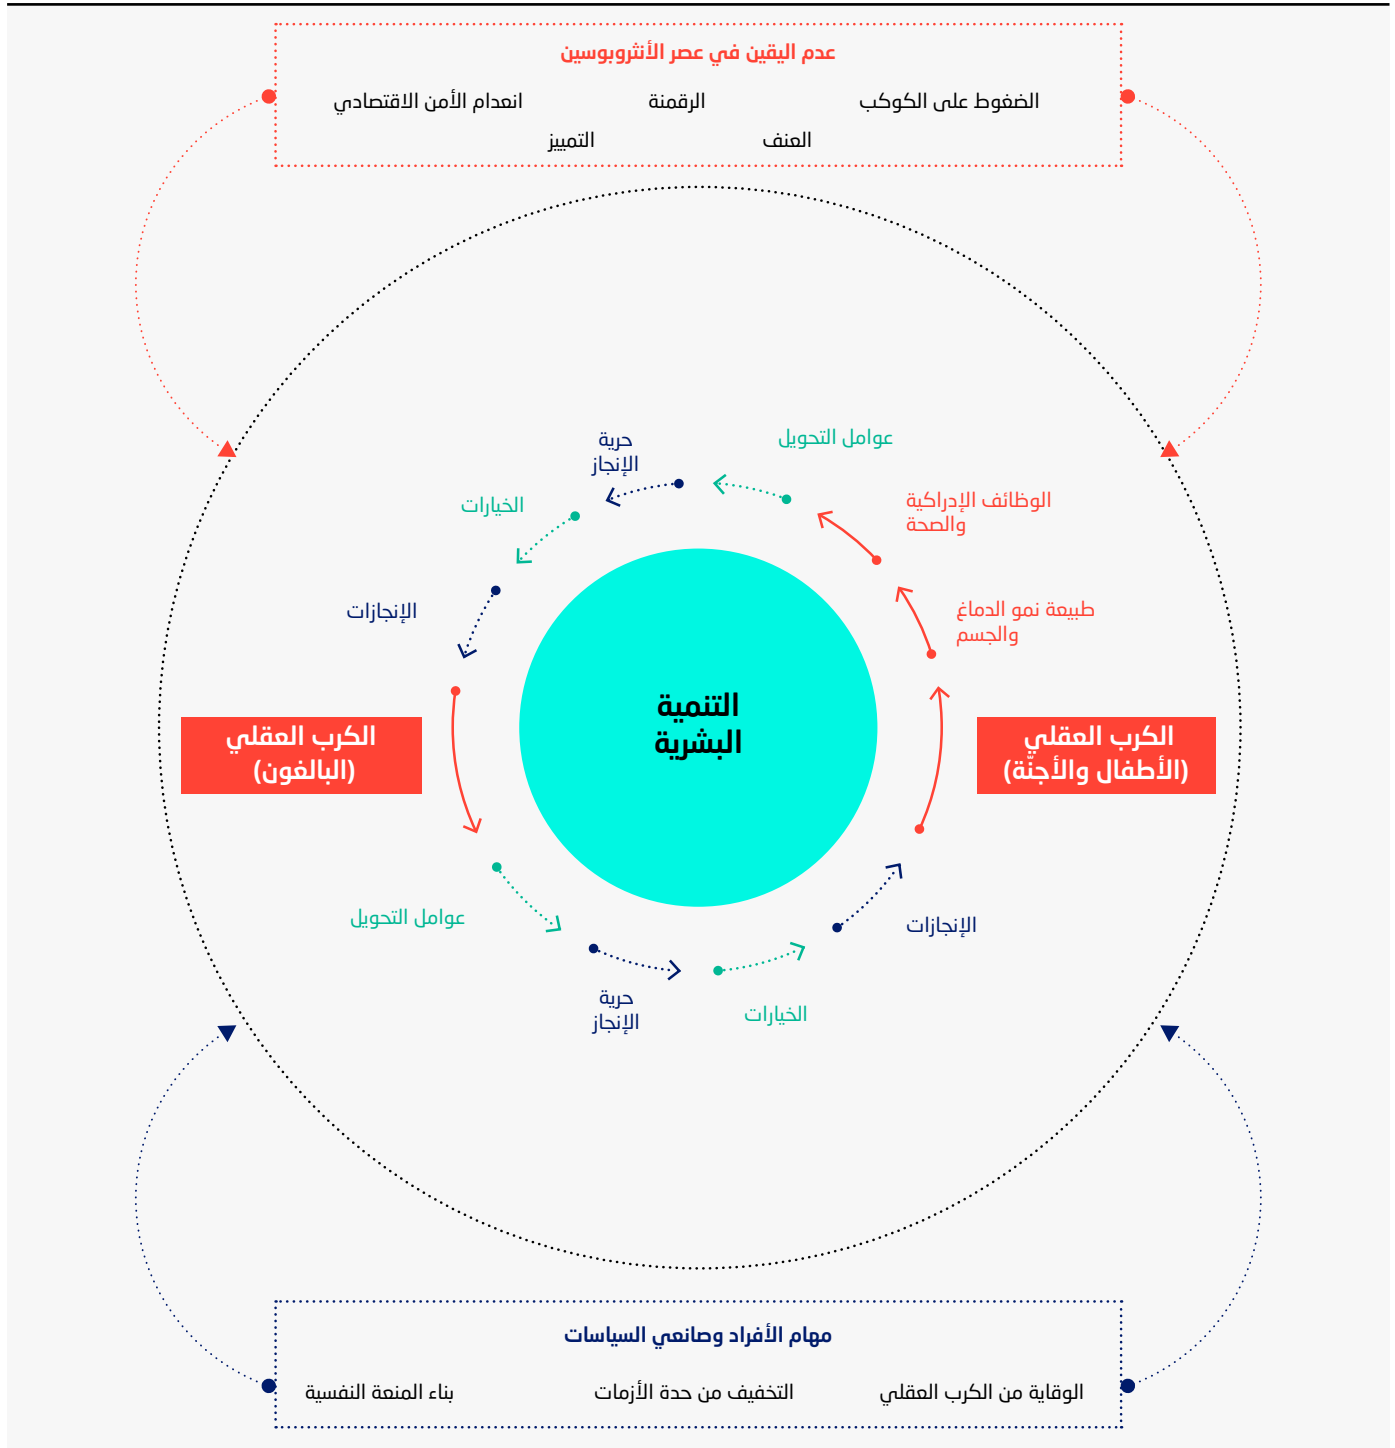 عدم اليقين في عصر الأنثروبوسين
الضغوط على الكوكب
الرقمنة
انعدام الأمن الاقتصادي
العنف
التمييز
عوامل التحويل
حرية
الإنجاز
الوظائف الإدراكية
والصحة
الخيارات
طبيعة نمو الدماغ
والجسم
الإنجازات
التنمية
البشرية
الكرب العقلي
(الأطفال والأجنّة)
الكرب العقلي
(البالغون)
الإنجازات
عوامل التحويل
الخيارات
حرية
الإنجاز
مهام الأفراد وصانعي السياسات
الوقاية من الكرب العقلي
التخفيف من حدة الأزمات
بناء المنعة النفسية